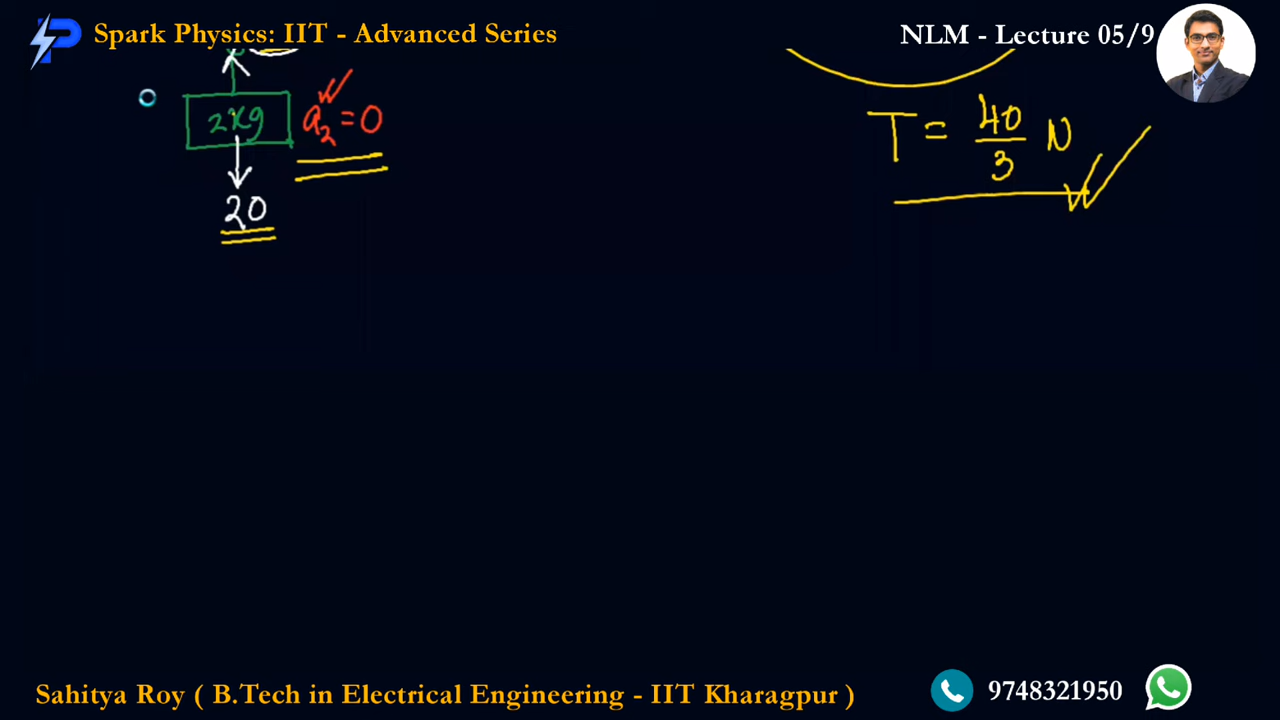 Spark Physics: IIT - Advanced Series
NLM - Lecture 05/9
2kg
a₂ = 0
20
T = 40/3 N
Sahitya Roy ( B.Tech in Electrical Engineering - IIT Kharagpur )
9748321950